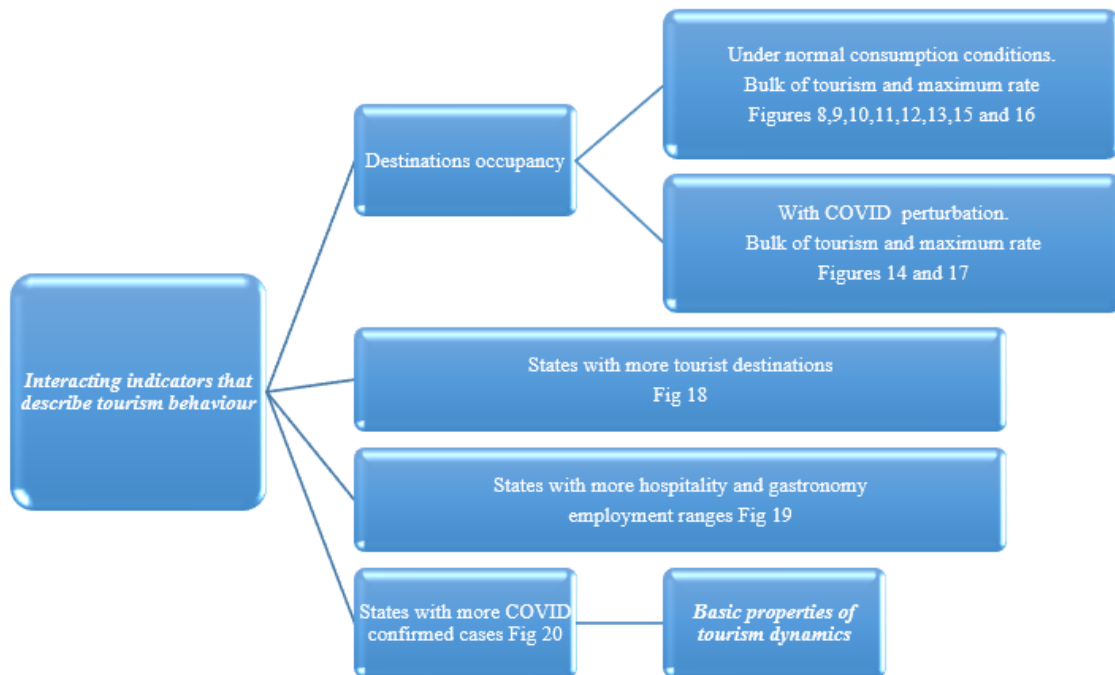 Interacting indicators that
describe tourism behaviour
Destinations occupancy
Under normal consumption conditions.
Bulk of tourism and maximum rate
Figures 8,9,10,11,12,13,15 and 16
With COVID perturbation.
Bulk of tourism and maximum rate
Figures 14 and 17
States with more tourist destinations
Fig 18
States with more hospitality and gastronomy
employment ranges Fig 19
States with more COVID
confirmed cases Fig 20
Basic properties of
tourism dynamics